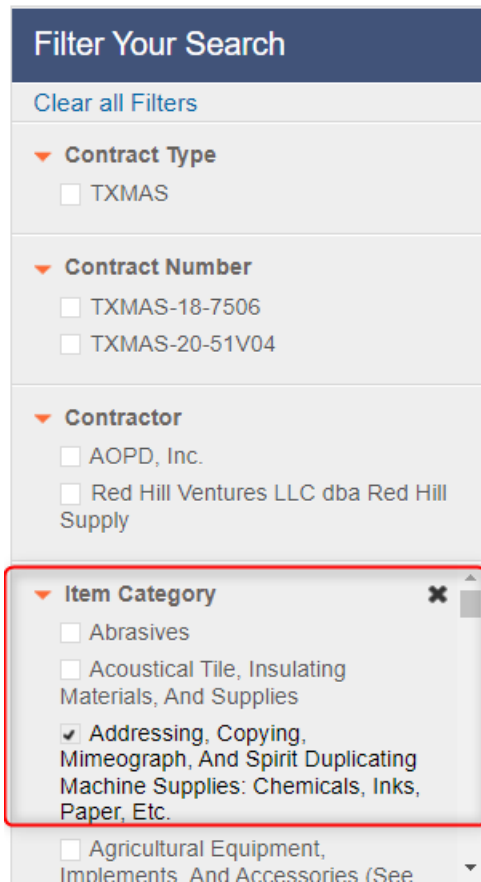 Filter Your Search
Clear all Filters
Contract Type
TXMAS
Contract Number
TXMAS-18-7506
TXMAS-20-51V04
Contractor
AOPD, Inc.
Red Hill Ventures LLC dba Red Hill
Supply
Item Category
Abrasives
Acoustical Tile, Insulating
Materials, And Supplies
Addressing, Copying,
Mimeograph, And Spirit Duplicating
Machine Supplies: Chemicals, Inks,
Paper, Etc.
Agricultural Equipment,
Implements, And Accessories (See